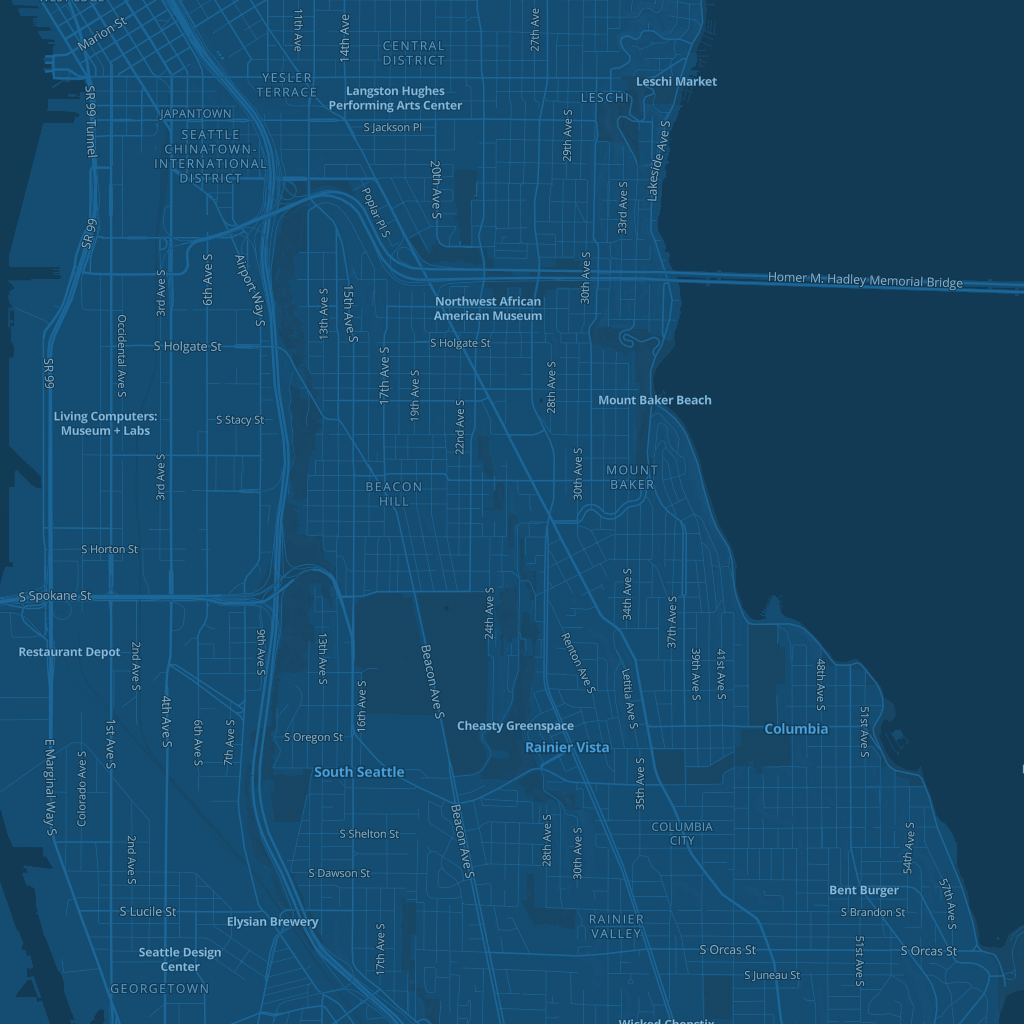 Marion St
11th Ave
14th Ave
27th Ave
CENTRAL
DISTRICT
YESLER
TERRACE
Leschi Market
Langston Hughes
Performing Arts Center
LESCHI
SR 99 Tunnel
JAPANTOWN
S Jackson Pl
29th Ave S
SEATTLE
CHINATOWN-
INTERNATIONAL
DISTRICT
Lakeside Ave S
20th Ave S
Poplar Pl S
33rd Ave S
SR 99
6th Ave S
3rd Ave S
Airport Way S
30th Ave S
Homer M. Hadley Memorial Bridge
13th Ave S
15th Ave S
Northwest African
American Museum
Occidental Ave S
S Holgate St
S Holgate St
SR 99
17th Ave S
19th Ave S
28th Ave S
Mount Baker Beach
Living Computers:
Museum + Labs
S Stacy St
22nd Ave S
3rd Ave S
30th Ave S
MOUNT
BAKER
BEACON
HILL
S Horton St
S Spokane St
24th Ave S
34th Ave S
37th Ave S
Restaurant Depot
2nd Ave S
9th Ave S
13th Ave S
Renton Ave S
39th Ave S
41st Ave S
48th Ave S
Beacon Ave S
16th Ave S
Letitia Ave S
4th Ave S
1st Ave S
6th Ave S
7th Ave S
S Oregon St
Cheasty Greenspace
Columbia
51st Ave S
Rainier Vista
South Seattle
E Marginal Way S
Colorado Ave S
35th Ave S
S Shelton St
Beacon Ave S
28th Ave S
30th Ave S
COLUMBIA
CITY
2nd Ave S
54th Ave S
S Dawson St
Bent Burger
57th Ave S
S Lucile St
Elysian Brewery
S Brandon St
RAINIER
VALLEY
17th Ave S
S Orcas St
51st Ave S
S Orcas St
Seattle Design
Center
S Juneau St
GEORGETOWN